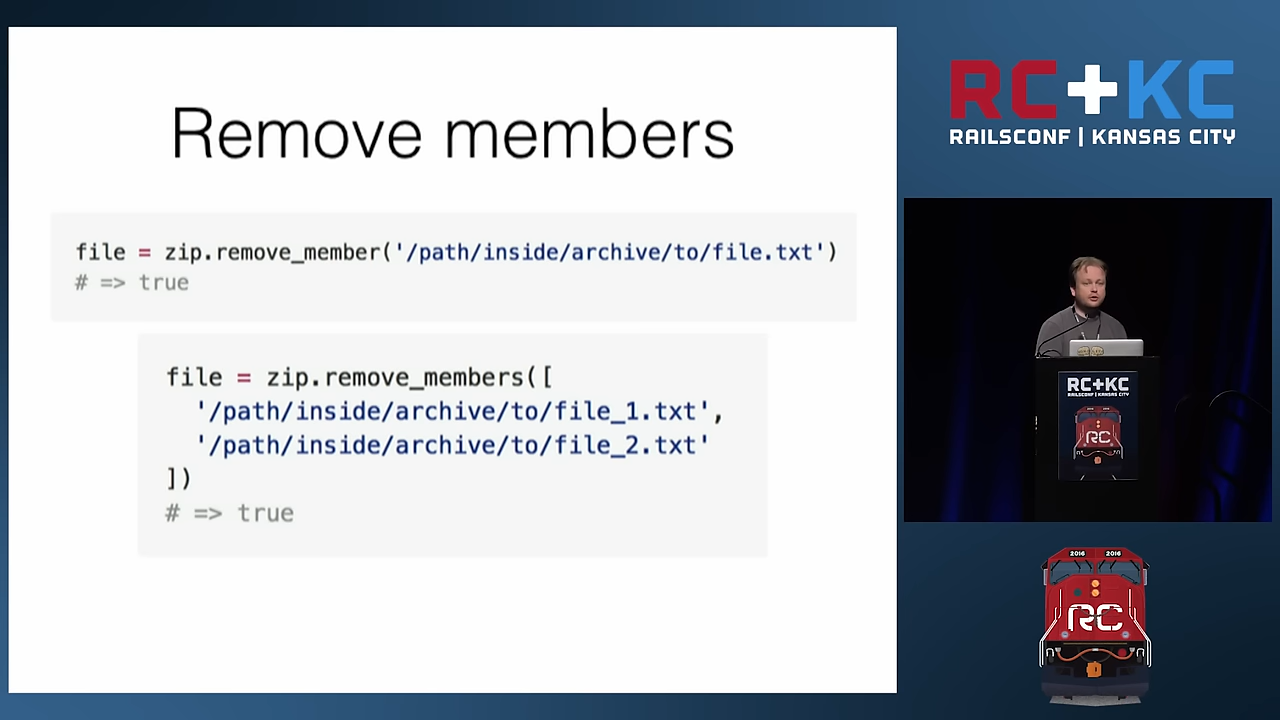 Remove members
file = zip.remove_member('/path/inside/archive/to/file.txt')
# => true
file = zip.remove_members([
'/path/inside/archive/to/file_1.txt',
'/path/inside/archive/to/file_2.txt'
])
# => true
RC+KC
RAILSCONF | KANSAS CITY
RC+KC
RAILSCONF | KANSAS CITY
RC
2016 2016
RC